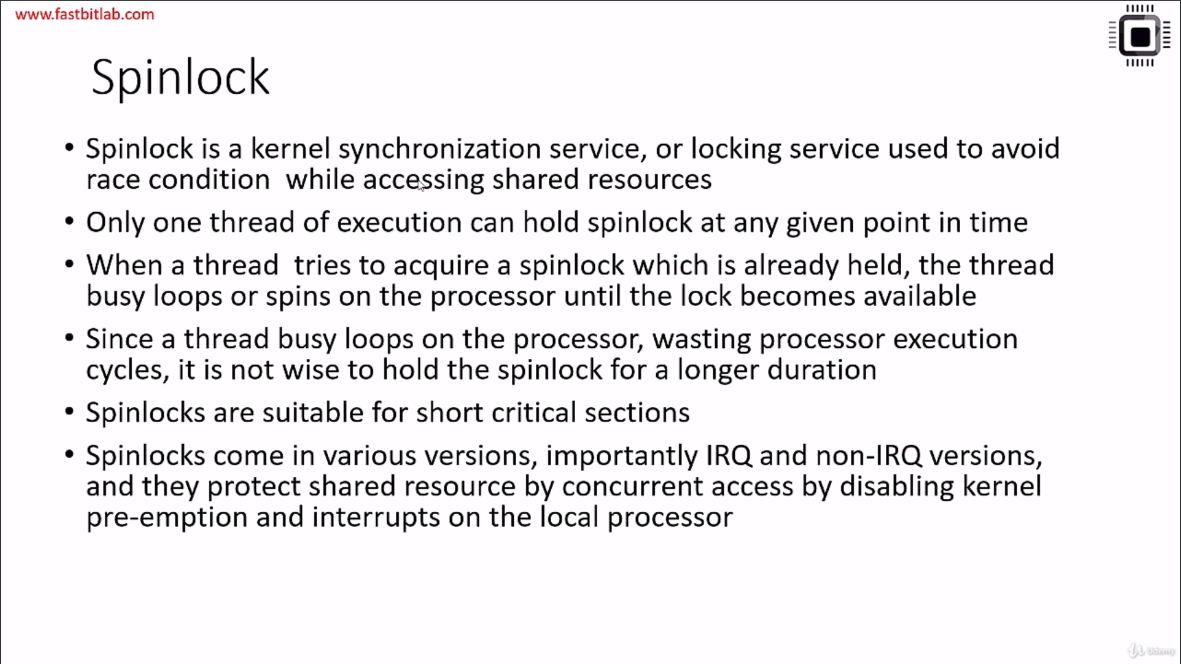 www.fastbitlab.com
Spinlock
• Spinlock is a kernel synchronization service, or locking service used to avoid
race condition  while accessing shared resources
• Only one thread of execution can hold spinlock at any given point in time
• When a thread  tries to acquire a spinlock which is already held, the thread
busy loops or spins on the processor until the lock becomes available
• Since a thread busy loops on the processor, wasting processor execution
cycles, it is not wise to hold the spinlock for a longer duration
• Spinlocks are suitable for short critical sections
• Spinlocks come in various versions, importantly IRQ and non-IRQ versions,
and they protect shared resource by concurrent access by disabling kernel
pre-emption and interrupts on the local processor
Udemy